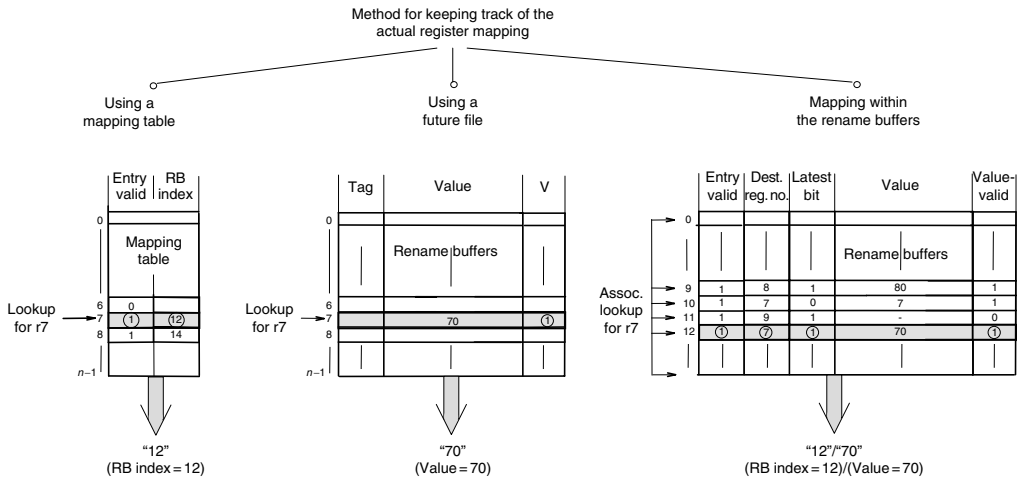 Method for keeping track of the
actual register mapping
Using a
mapping table
Using a
future file
Mapping within
the rename buffers
Entry
valid
RB
index
0
Mapping
table
6 0
Lookup
for r7
7 1 12
8 1 14
n–1
"12"
(RB index = 12)
Tag Value V
0
Rename buffers
6
Lookup
for r7
7 70 1
8
n–1
"70"
(Value = 70)
Entry
valid
Dest.
reg. no.
Latest
bit
Value
Value-
valid
0
Rename buffers
Assoc.
lookup
for r7
9 1 8 1 80 1
10 1 7 0 7 1
11 1 9 1 - 0
12 1 7 1 70 1
"12"/"70"
(RB index = 12)/(Value = 70)